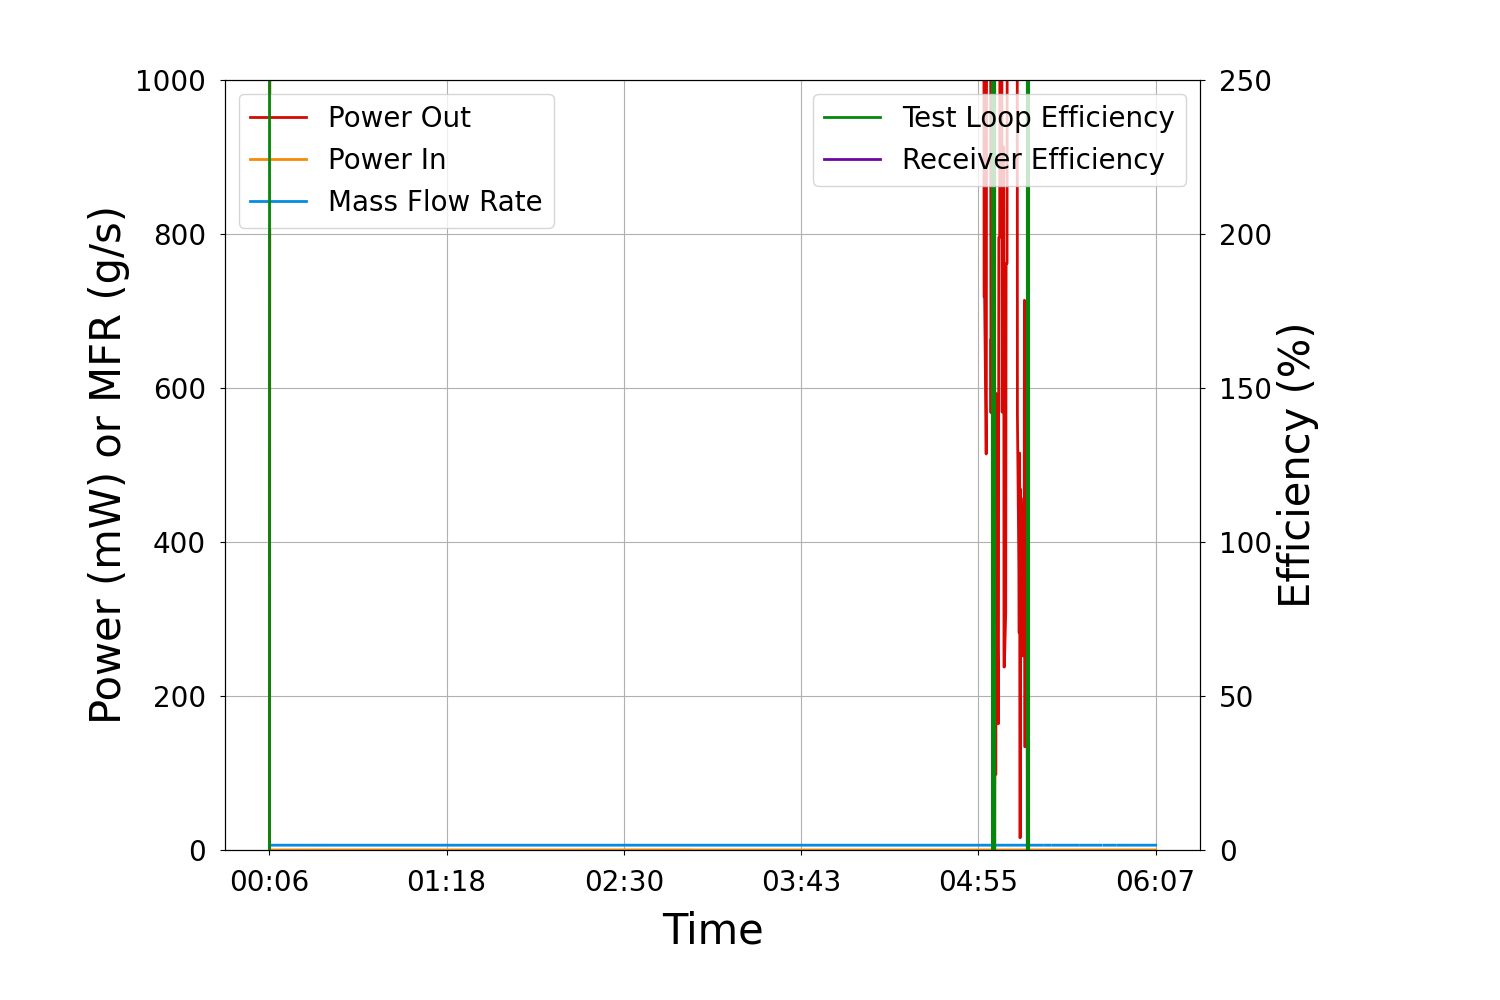 1000
800
600
400
200
0
Power (mW) or MFR (g/s)
Power Out
Power In
Mass Flow Rate
Test Loop Efficiency
Receiver Efficiency
250
200
150
100
50
0
Efficiency (%)
00:06 01:18 02:30 03:43 04:55 06:07
Time